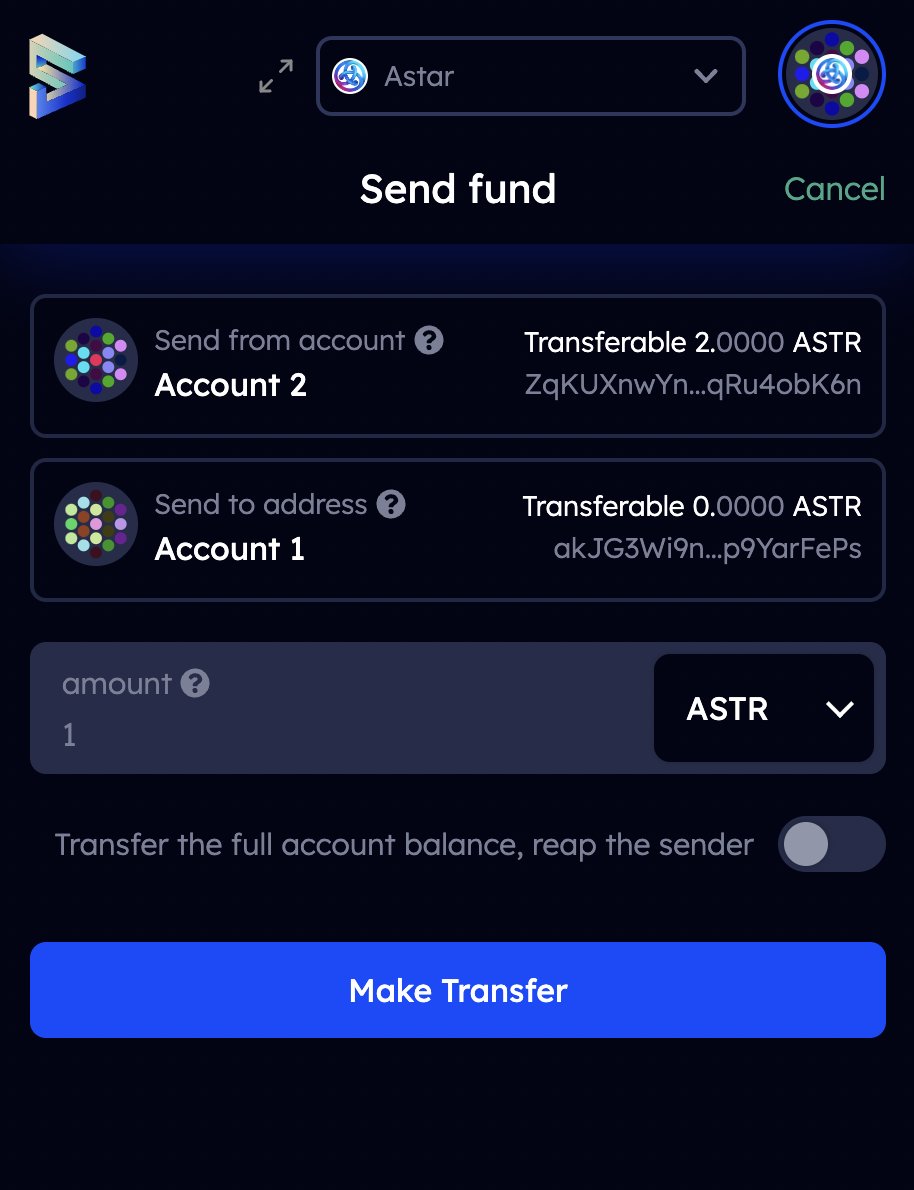 Astar
Send fund
Cancel
Send from account ?
Transferable 2.0000 ASTR
Account 2
ZqKUXnwYn...qRu4obK6n
Send to address ?
Transferable 0.0000 ASTR
Account 1
akJG3Wi9n...p9YarFePs
amount ?
1
ASTR
Transfer the full account balance, reap the sender
Make Transfer